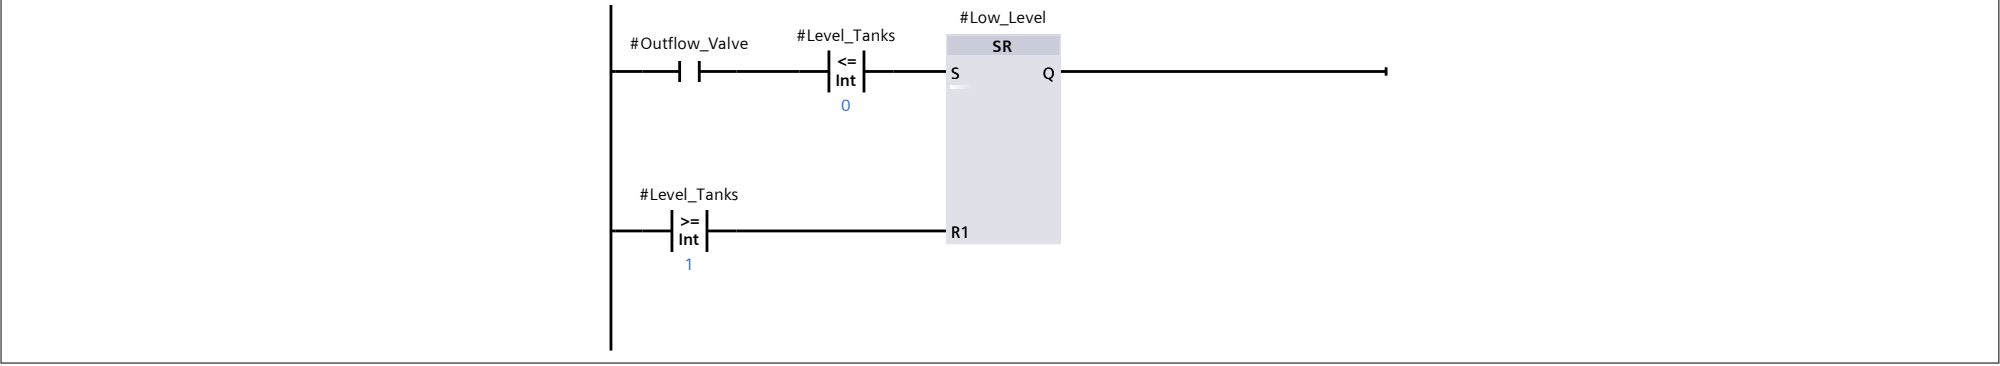 #Low_Level
#Outflow_Valve
#Level_Tanks
SR
<=
Int
0
S
Q
#Level_Tanks
>=
Int
1
R1